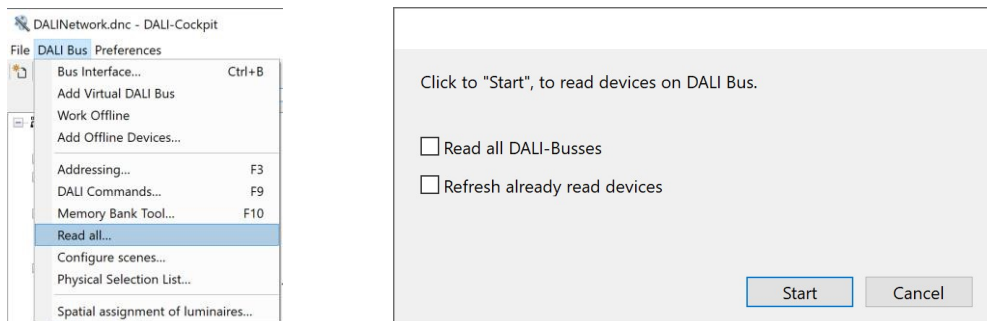 DALINetwork.dnc - DALI-Cockpit
File DALI Bus Preferences
Bus Interface... Ctrl+B
Add Virtual DALI Bus
Work Offline
Add Offline Devices...
Addressing... F3
DALI Commands... F9
Memory Bank Tool... F10
Read all...
Configure scenes...
Physical Selection List...
Spatial assignment of luminaires...
Click to "Start", to read devices on DALI Bus.
Read all DALI-Busses
Refresh already read devices
Start Cancel